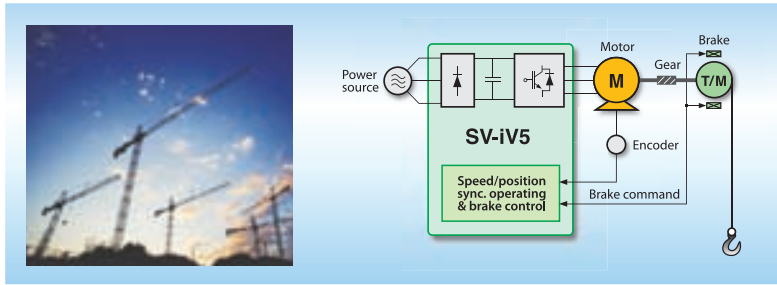 Power
source
SV-iV5
Speed/position
sync. operating
& brake control
Motor
M
Gear
Brake
T/M
Encoder
Brake command